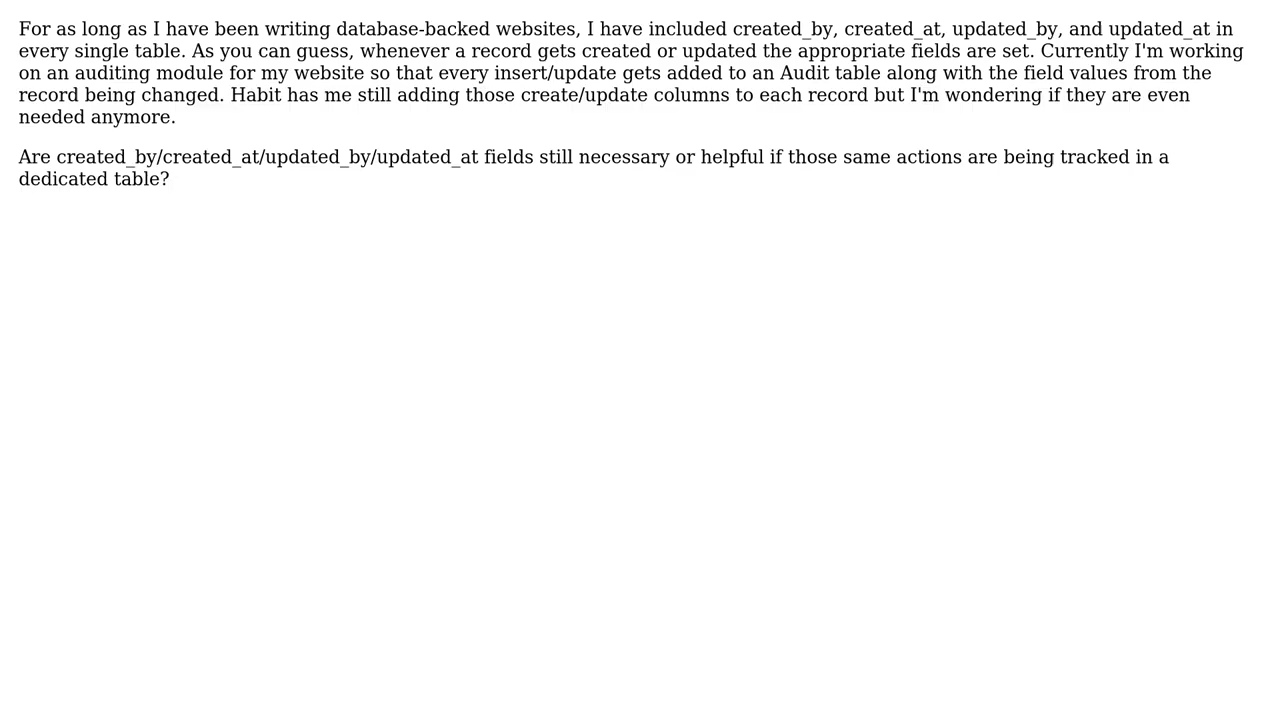 For as long as I have been writing database-backed websites, I have included created_by, created_at, updated_by, and updated_at in
every single table. As you can guess, whenever a record gets created or updated the appropriate fields are set. Currently I'm working
on an auditing module for my website so that every insert/update gets added to an Audit table along with the field values from the
record being changed. Habit has me still adding those create/update columns to each record but I'm wondering if they are even
needed anymore.
Are created_by/created_at/updated_by/updated_at fields still necessary or helpful if those same actions are being tracked in a
dedicated table?